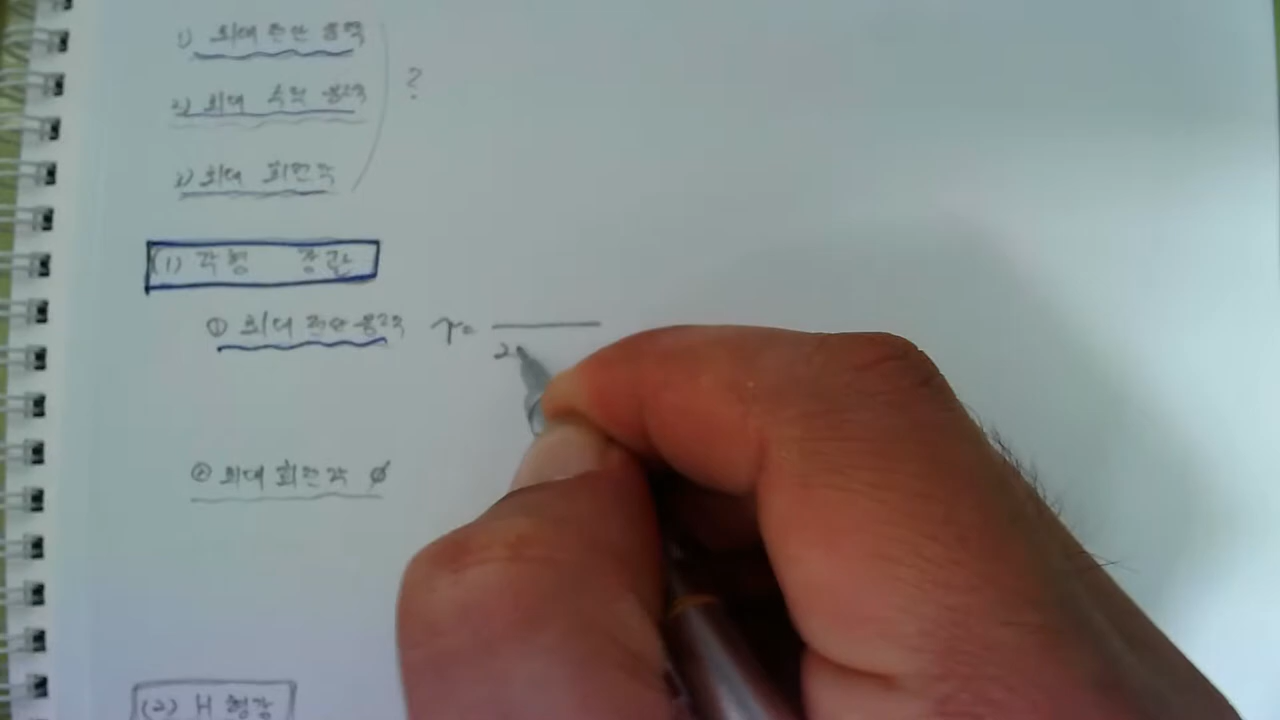 1) 최대 전단 응력
2) 최대 수직 응력
3) 최대 회전각
?
(1) 각형 강관
① 최대 전단 응력 τ= 2
② 최대 회전각 ø
(2) H 형강